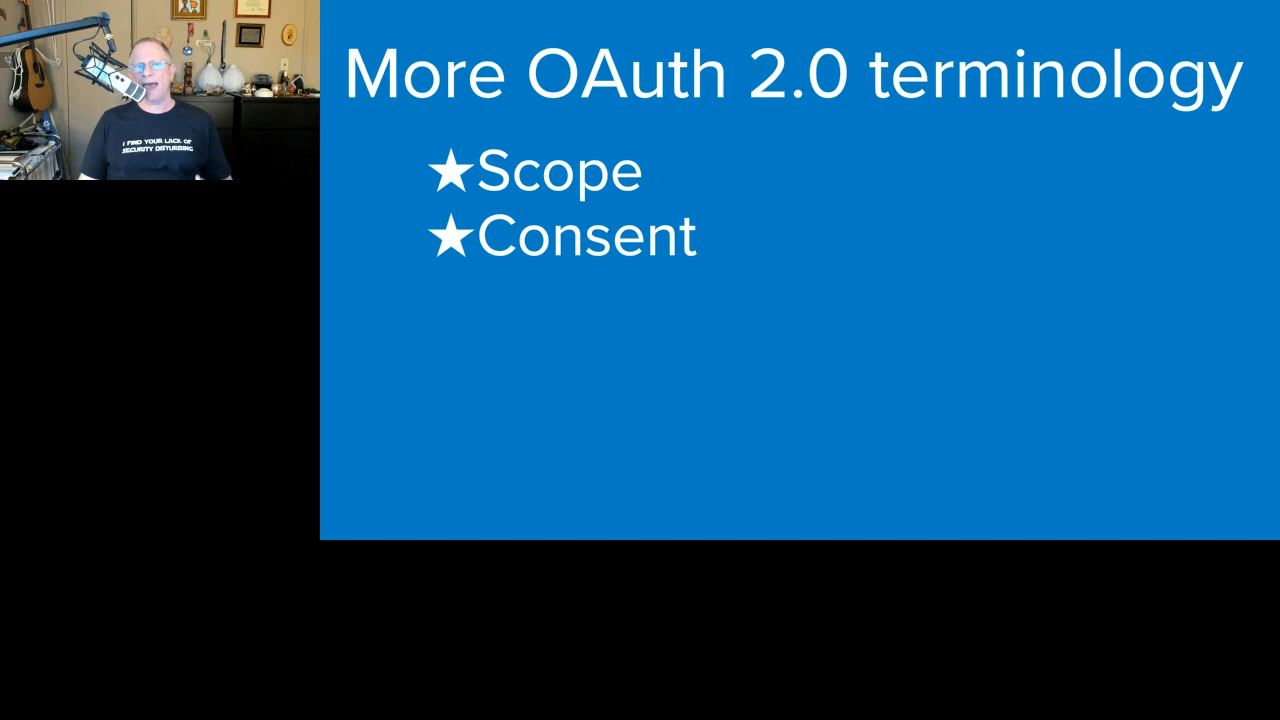 More OAuth 2.0 terminology
I FIND YOUR LACK OF
SECURITY DISTURBING
★Scope
★Consent